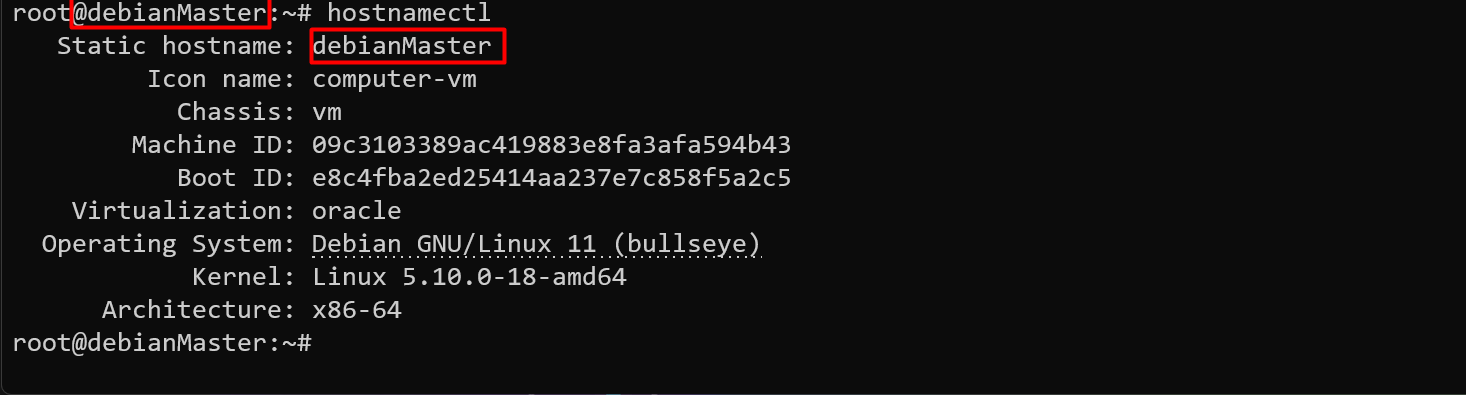 root@debianMaster:~# hostnamectl
Static hostname: debianMaster
Icon name: computer-vm
Chassis: vm
Machine ID: 09c3103389ac419883e8fa3afa594b43
Boot ID: e8c4fba2ed25414aa237e7c858f5a2c5
Virtualization: oracle
Operating System: Debian GNU/Linux 11 (bullseye)
Kernel: Linux 5.10.0-18-amd64
Architecture: x86-64
root@debianMaster:~#